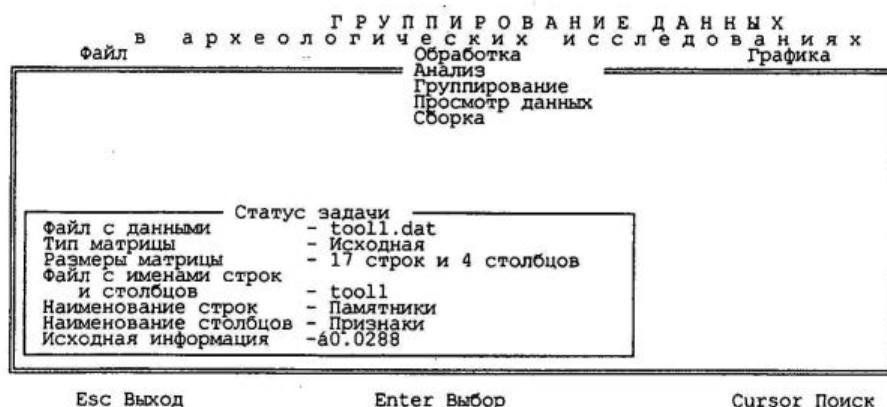 ГРУППИРОВАНИЕ ДАННЫХ
в археологических исследованиях
Файл Обработка Графика
Анализ
Группирование
Просмотр данных
Сборка
Статус задачи
Файл с данными - tool1.dat
Тип матрицы - Исходная
Размеры матрицы - 17 строк и 4 столбцов
Файл с именами строк
и столбцов - tool1
Наименование строк - Памятники
Наименование столбцов - Признаки
Исходная информация -á0.0288
Esc Выход Enter Выбор Cursor Поиск